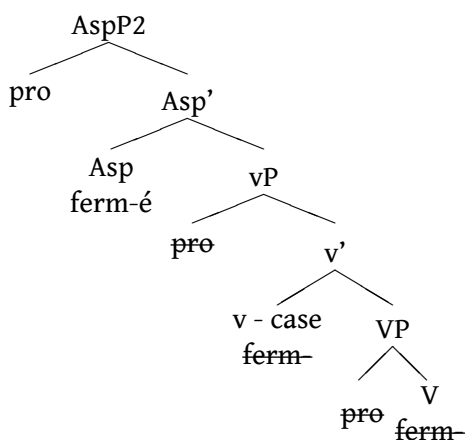 AspP2
pro
Asp’
Asp
ferm-é
vP
pro
v’
v - case
ferm-
VP
pro
V
ferm-